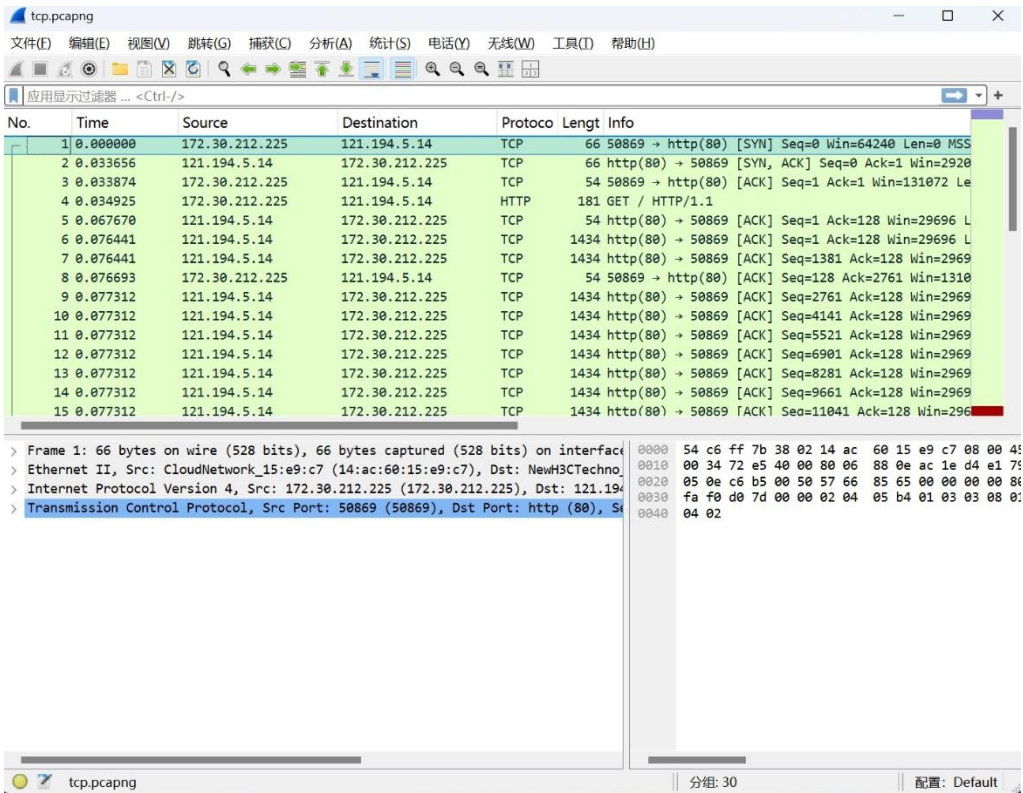 tcp.pcapng
文件(F) 编辑(E) 视图(V) 跳转(G) 捕获(C) 分析(A) 统计(S) 电话(Y) 无线(W) 工具(T) 帮助(H)
应用显示过滤器 … <Ctrl-/>
No. Time Source Destination Protoco Lengt Info
1 0.000000 172.30.212.225 121.194.5.14 TCP 66 50869 → http(80) [SYN] Seq=0 Win=64240 Len=0 MSS
2 0.033656 121.194.5.14 172.30.212.225 TCP 66 http(80) → 50869 [SYN, ACK] Seq=0 Ack=1 Win=2920
3 0.033874 172.30.212.225 121.194.5.14 TCP 54 50869 → http(80) [ACK] Seq=1 Ack=1 Win=131072 Le
4 0.034925 172.30.212.225 121.194.5.14 HTTP 181 GET / HTTP/1.1
5 0.067670 121.194.5.14 172.30.212.225 TCP 54 http(80) → 50869 [ACK] Seq=1 Ack=128 Win=29696 L
6 0.076441 121.194.5.14 172.30.212.225 TCP 1434 http(80) → 50869 [ACK] Seq=1 Ack=128 Win=29696 L
7 0.076441 121.194.5.14 172.30.212.225 TCP 1434 http(80) → 50869 [ACK] Seq=1381 Ack=128 Win=2969
8 0.076693 172.30.212.225 121.194.5.14 TCP 54 50869 → http(80) [ACK] Seq=128 Ack=2761 Win=1310
9 0.077312 121.194.5.14 172.30.212.225 TCP 1434 http(80) → 50869 [ACK] Seq=2761 Ack=128 Win=2969
10 0.077312 121.194.5.14 172.30.212.225 TCP 1434 http(80) → 50869 [ACK] Seq=4141 Ack=128 Win=2969
11 0.077312 121.194.5.14 172.30.212.225 TCP 1434 http(80) → 50869 [ACK] Seq=5521 Ack=128 Win=2969
12 0.077312 121.194.5.14 172.30.212.225 TCP 1434 http(80) → 50869 [ACK] Seq=6901 Ack=128 Win=2969
13 0.077312 121.194.5.14 172.30.212.225 TCP 1434 http(80) → 50869 [ACK] Seq=8281 Ack=128 Win=2969
14 0.077312 121.194.5.14 172.30.212.225 TCP 1434 http(80) → 50869 [ACK] Seq=9661 Ack=128 Win=2969
15 0.077312 121.194.5.14 172.30.212.225 TCP 1434 http(80) → 50869 [ACK] Seq=11041 Ack=128 Win=296
Frame 1: 66 bytes on wire (528 bits), 66 bytes captured (528 bits) on interface
Ethernet II, Src: CloudNetwork_15:e9:c7 (14:ac:60:15:e9:c7), Dst: NewH3CTechno_
Internet Protocol Version 4, Src: 172.30.212.225 (172.30.212.225), Dst: 121.194
Transmission Control Protocol, Src Port: 50869 (50869), Dst Port: http (80), Se
0000 54 c6 ff 7b 38 02 14 ac 60 15 e9 c7 08 00 45
0010 00 34 72 e5 40 00 80 06 88 0e ac 1e d4 e1 79
0020 05 0e c6 b5 00 50 57 66 85 65 00 00 00 00 80
0030 fa f0 d0 7d 00 00 02 04 05 b4 01 03 03 08 01
0040 04 02
tcp.pcapng 分组: 30 配置: Default